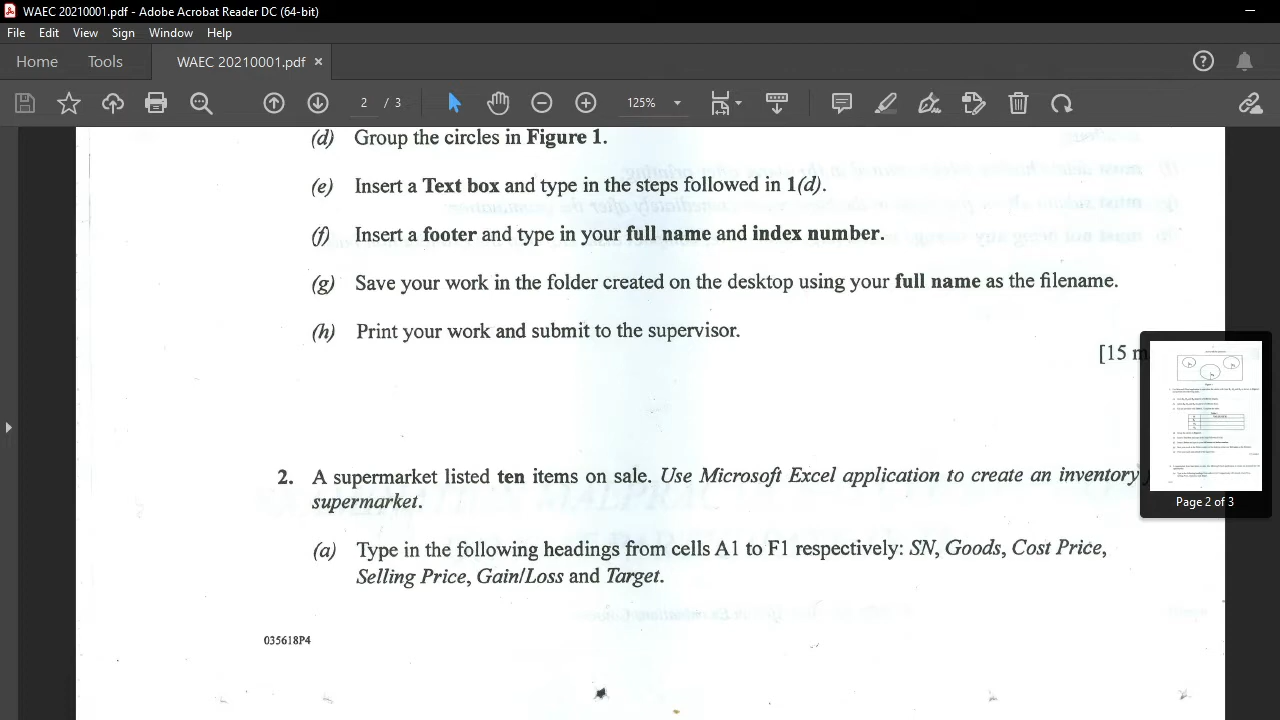 WAEC 20210001.pdf - Adobe Acrobat Reader DC (64-bit)
File Edit View Sign Window Help
Home Tools WAEC 20210001.pdf ×
2 / 3 125%
(d) Group the circles in Figure 1.
(e) Insert a Text box and type in the steps followed in 1(d).
(f) Insert a footer and type in your full name and index number.
(g) Save your work in the folder created on the desktop using your full name as the filename.
(h) Print your work and submit to the supervisor.
[15 m
2. A supermarket listed ten items on sale. Use Microsoft Excel application to create an inventory
supermarket.
(a) Type in the following headings from cells A1 to F1 respectively: SN, Goods, Cost Price,
Selling Price, Gain/Loss and Target.
035618P4
Page 2 of 3